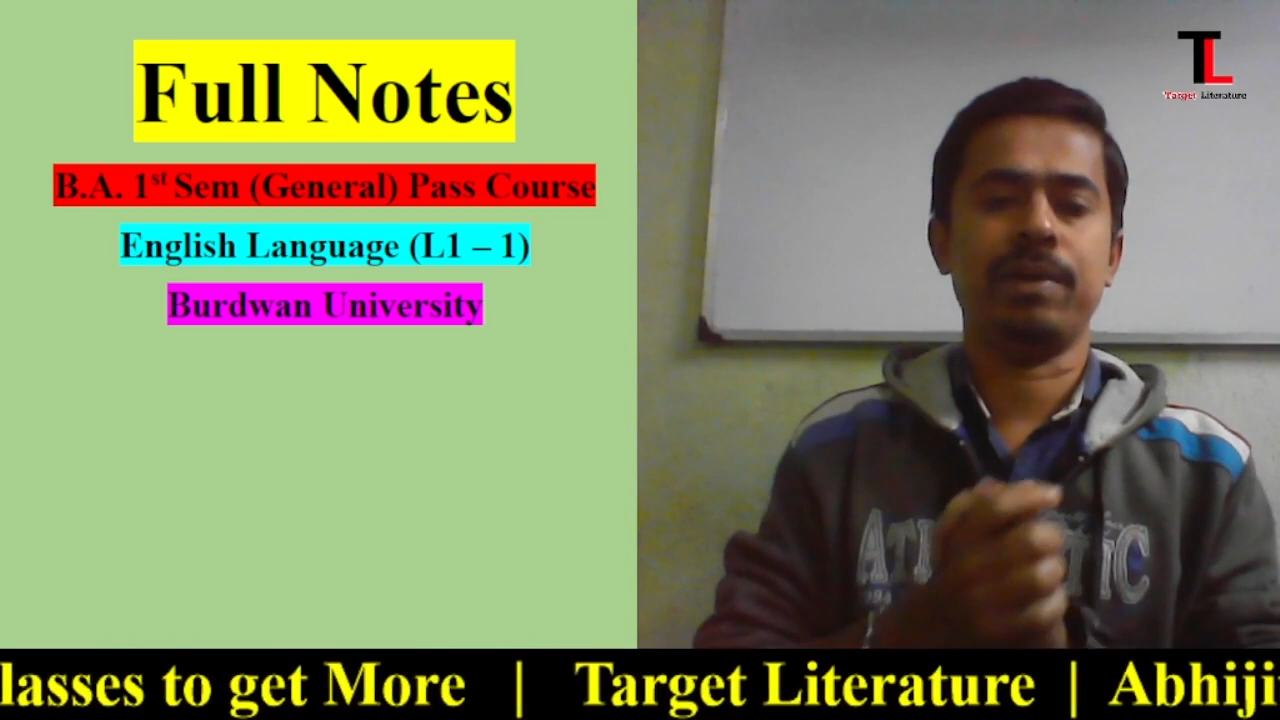 Full Notes
B.A. 1st Sem (General) Pass Course
English Language (L1 – 1)
Burdwan University
TL
Target Literature
lasses to get More | Target Literature | Abhiji